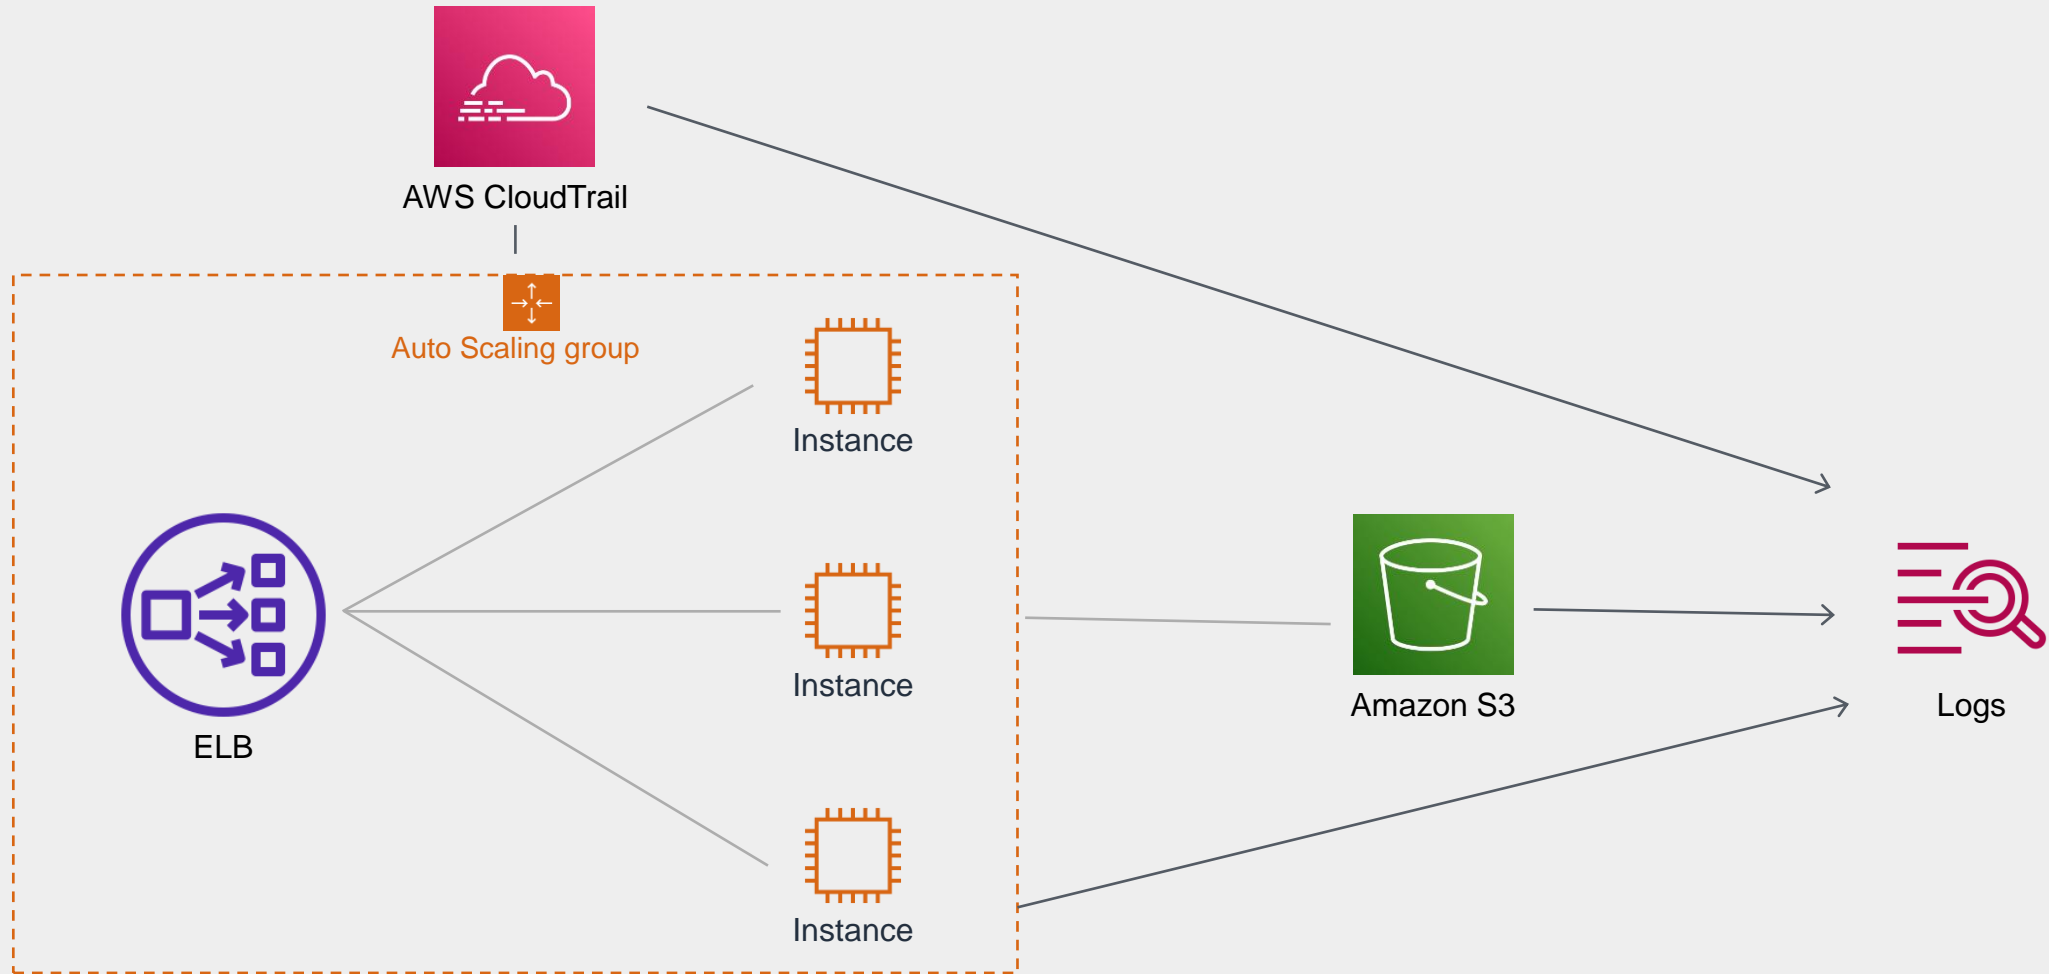 AWS CloudTrail
Auto Scaling group
Instance
Instance
ELB
Amazon S3
Logs
Instance